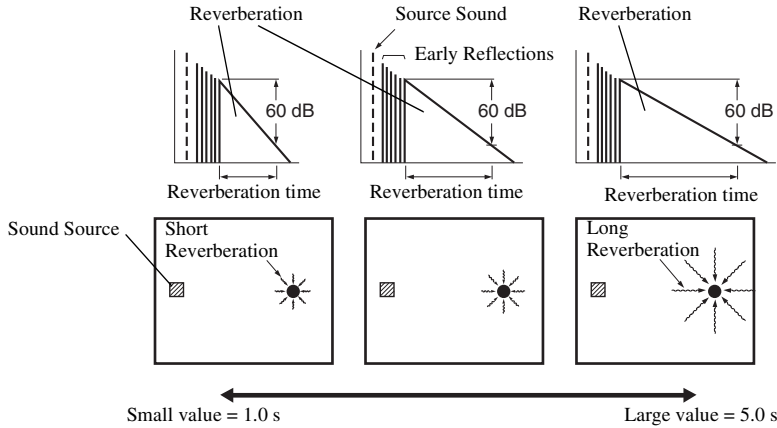 Reverberation
Source Sound
Reverberation
Early Reflections
60 dB
60 dB
60 dB
Reverberation time
Reverberation time
Reverberation time
Sound Source
Short
Reverberation
Long
Reverberation
Small value = 1.0 s
Large value = 5.0 s